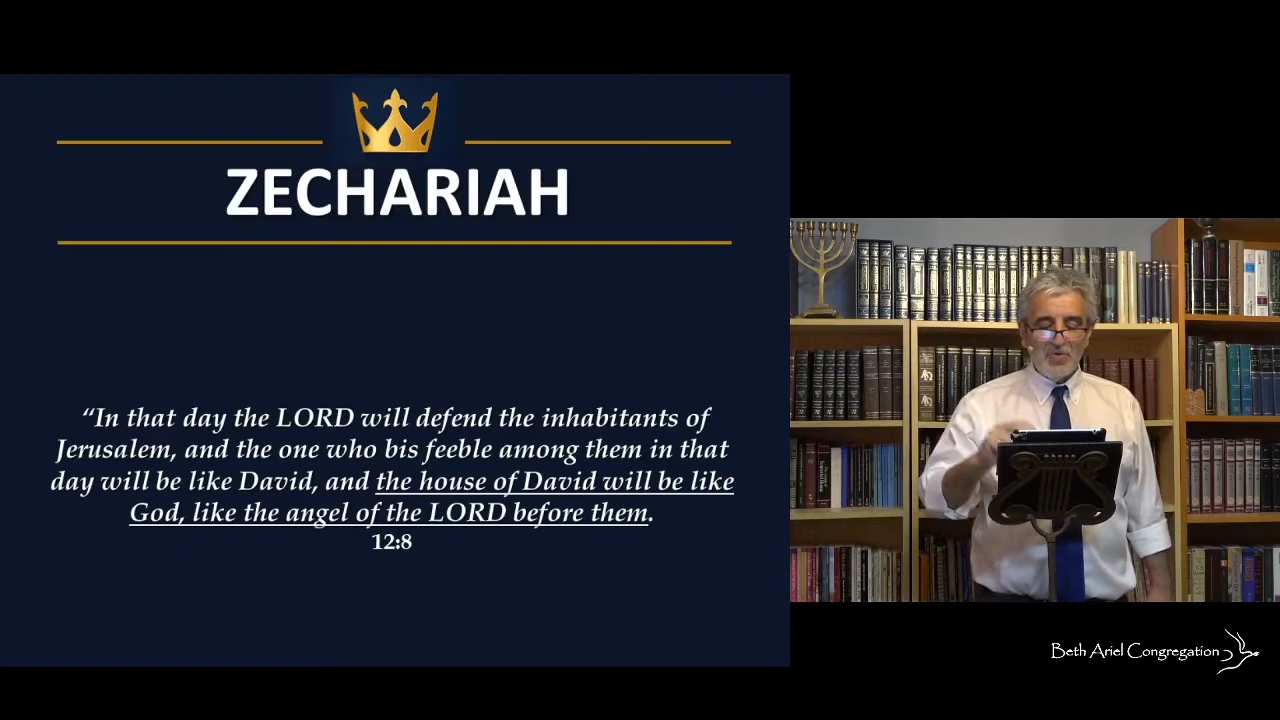 ZECHARIAH
“In that day the LORD will defend the inhabitants of
Jerusalem, and the one who bis feeble among them in that
day will be like David, and the house of David will be like
God, like the angel of the LORD before them.
12:8
Beth Ariel Congregation